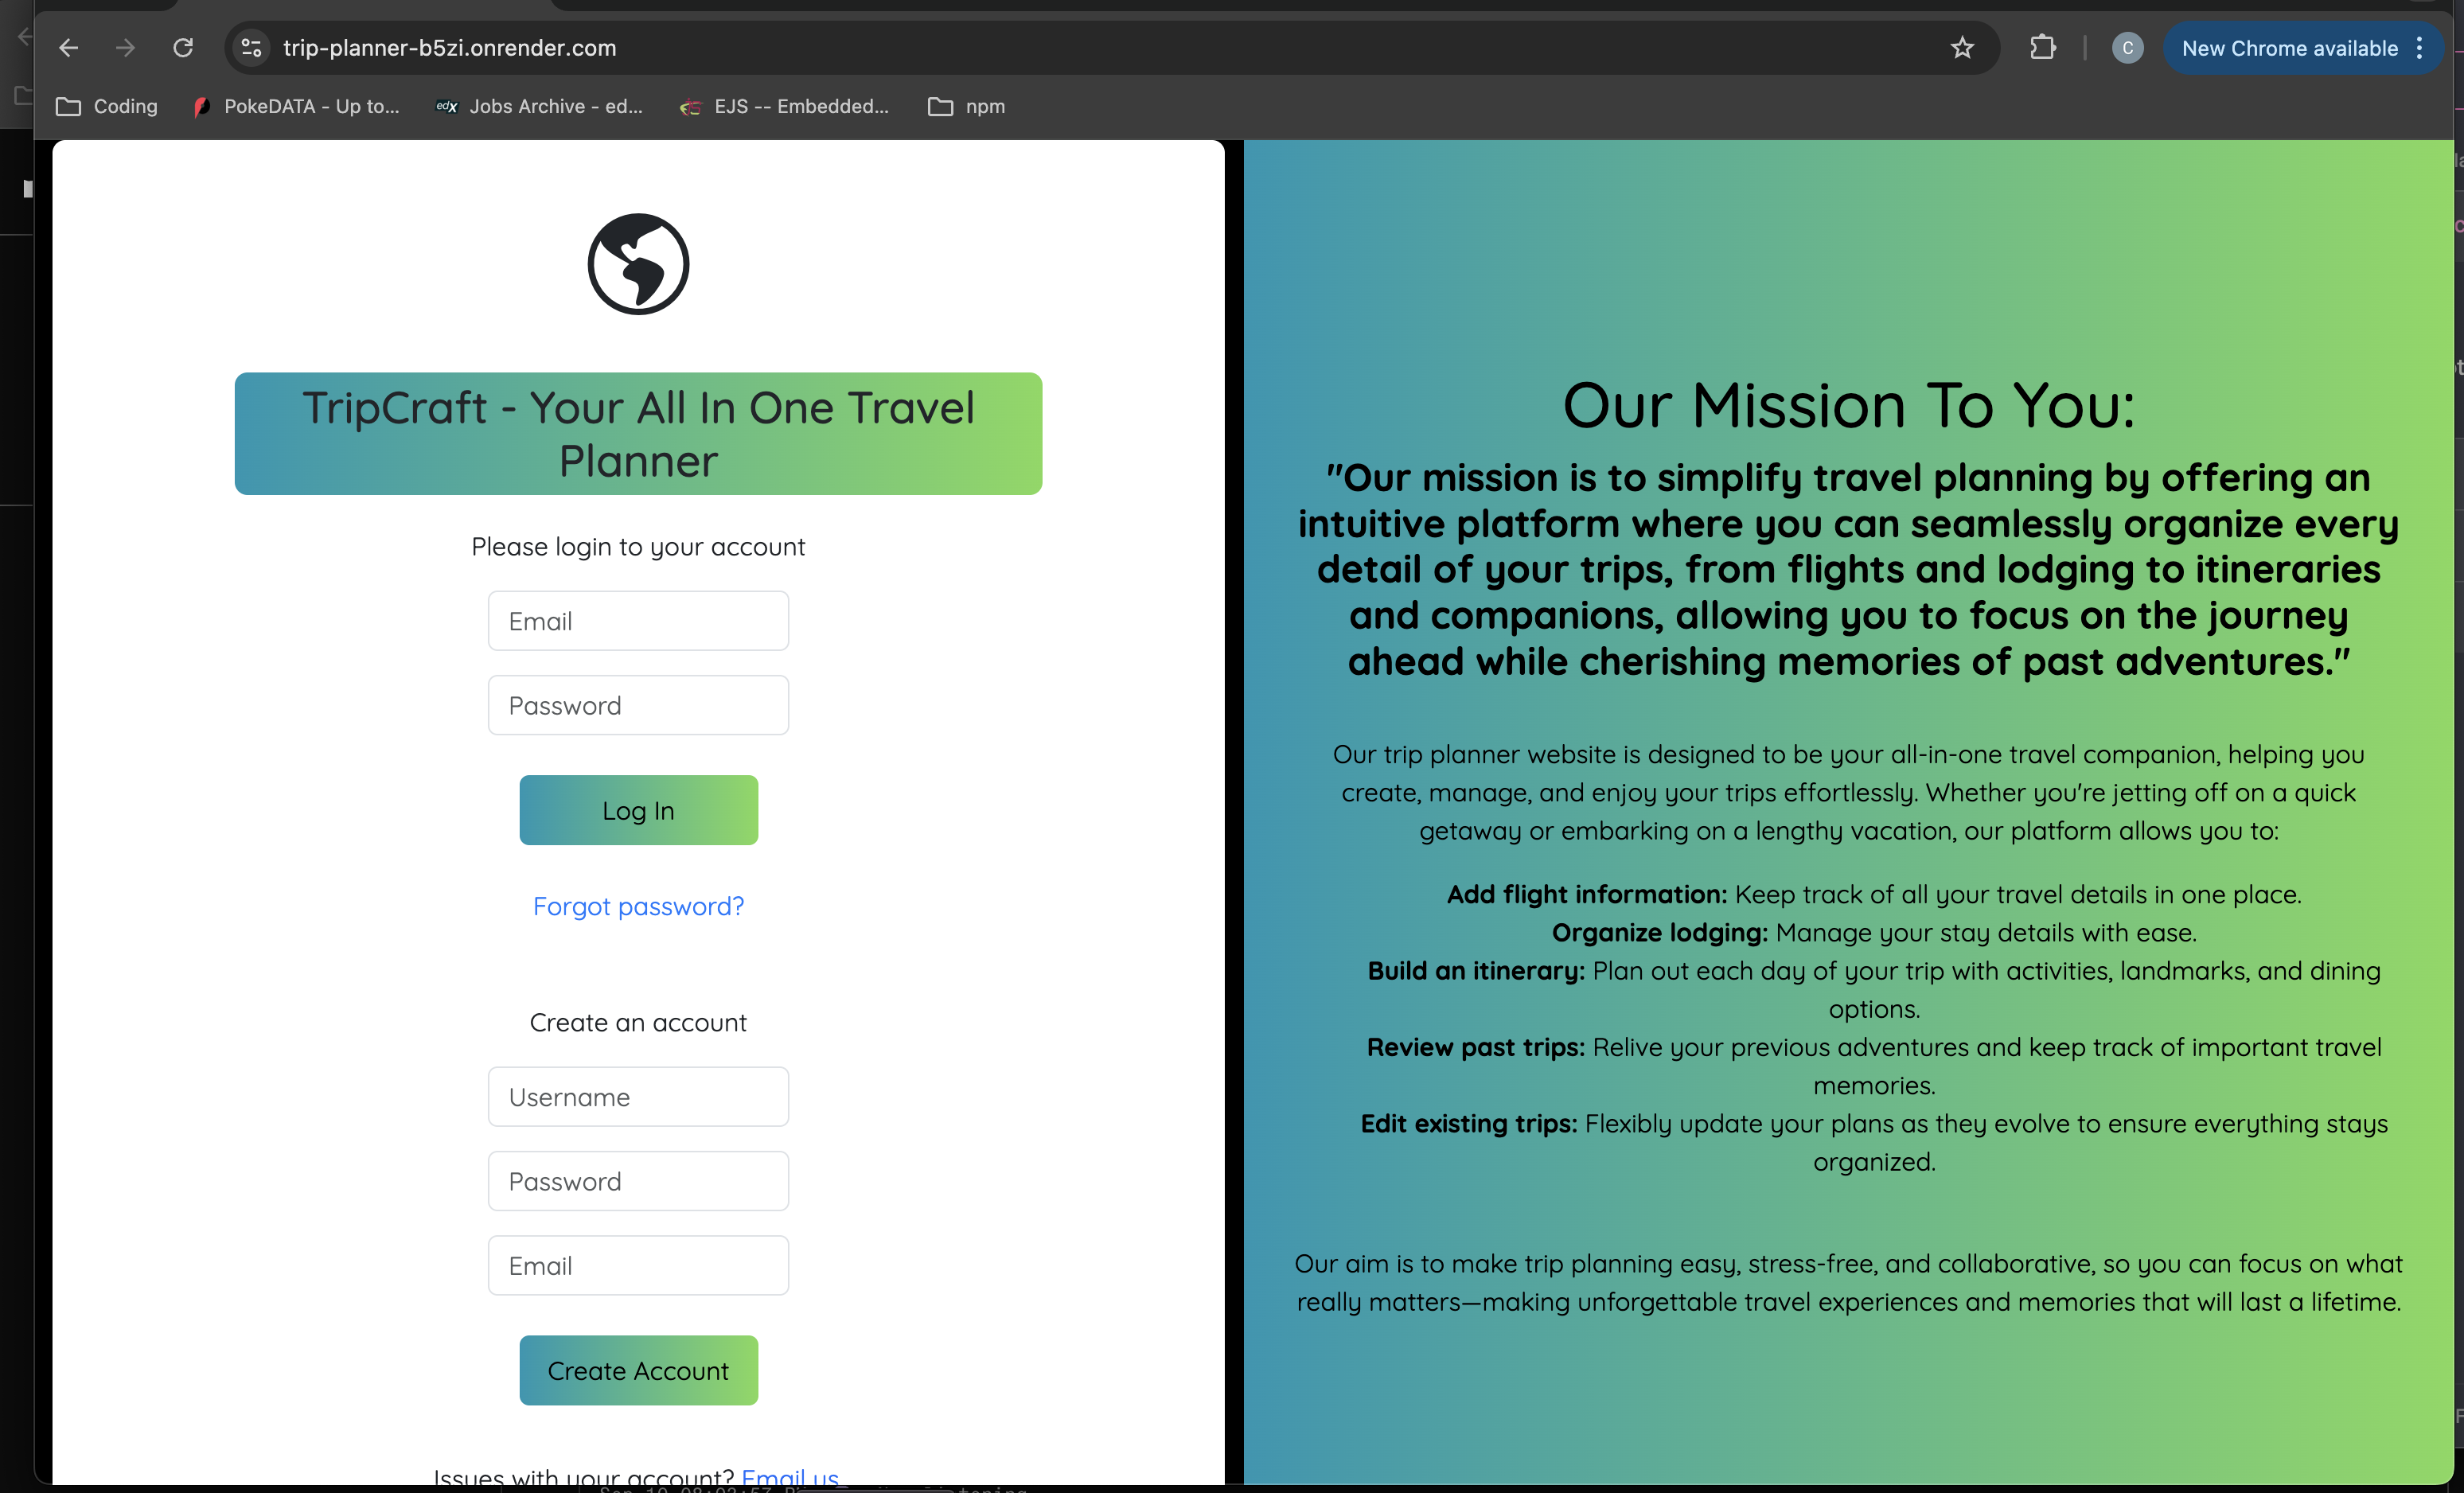 trip-planner-b5zi.onrender.com
C
New Chrome available
Coding
PokeDATA - Up to...
edX
Jobs Archive - ed...
EJS -- Embedded...
npm
TripCraft - Your All In One Travel
Planner
Please login to your account
Email
Password
Log In
Forgot password?
Create an account
Username
Password
Email
Create Account
Issues with your account? Email us
Our Mission To You:
"Our mission is to simplify travel planning by offering an
intuitive platform where you can seamlessly organize every
detail of your trips, from flights and lodging to itineraries
and companions, allowing you to focus on the journey
ahead while cherishing memories of past adventures."
Our trip planner website is designed to be your all-in-one travel companion, helping you
create, manage, and enjoy your trips effortlessly. Whether you're jetting off on a quick
getaway or embarking on a lengthy vacation, our platform allows you to:
Add flight information: Keep track of all your travel details in one place.
Organize lodging: Manage your stay details with ease.
Build an itinerary: Plan out each day of your trip with activities, landmarks, and dining
options.
Review past trips: Relive your previous adventures and keep track of important travel
memories.
Edit existing trips: Flexibly update your plans as they evolve to ensure everything stays
organized.
Our aim is to make trip planning easy, stress-free, and collaborative, so you can focus on what
really matters—making unforgettable travel experiences and memories that will last a lifetime.